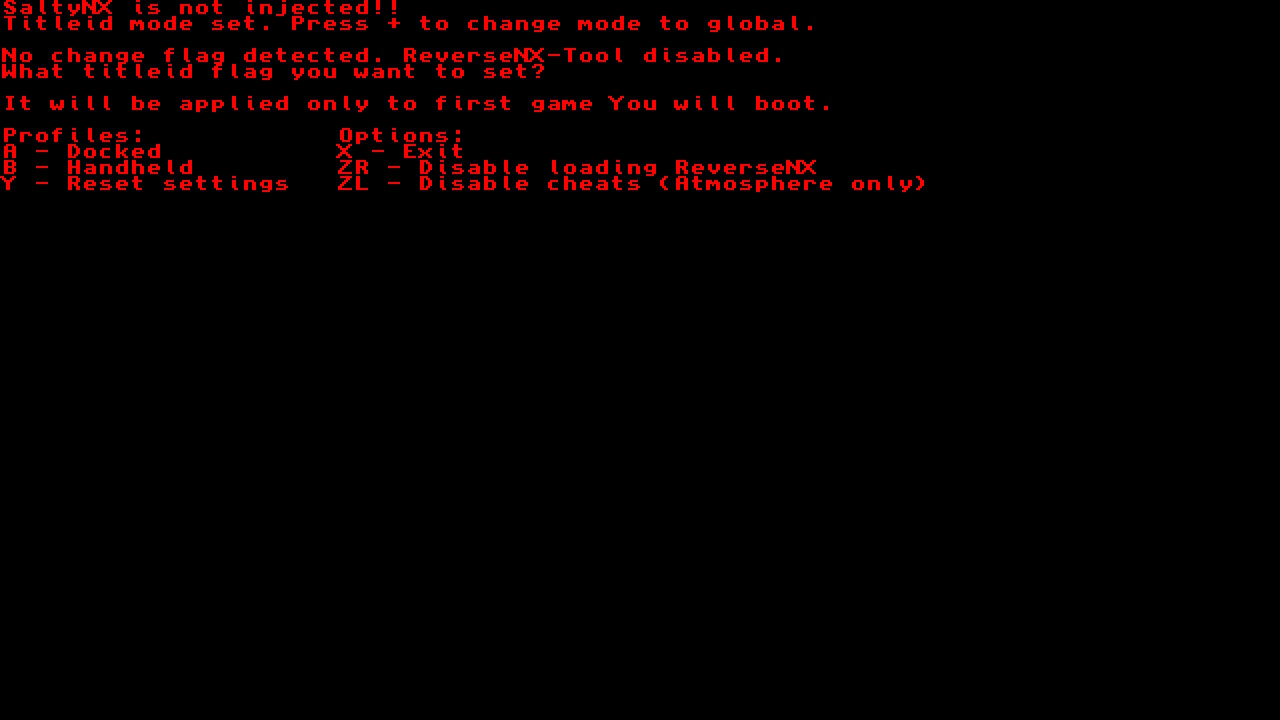 SaltyNX is not injected!!
Titleid mode set. Press + to change mode to global.
No change flag detected. ReverseNX-Tool disabled.
What titleid flag you want to set?
It will be applied only to first game You will boot.
Profiles: Options:
A - Docked X - Exit
B - Handheld ZR - Disable loading ReverseNX
Y - Reset settings ZL - Disable cheats (Atmosphere only)